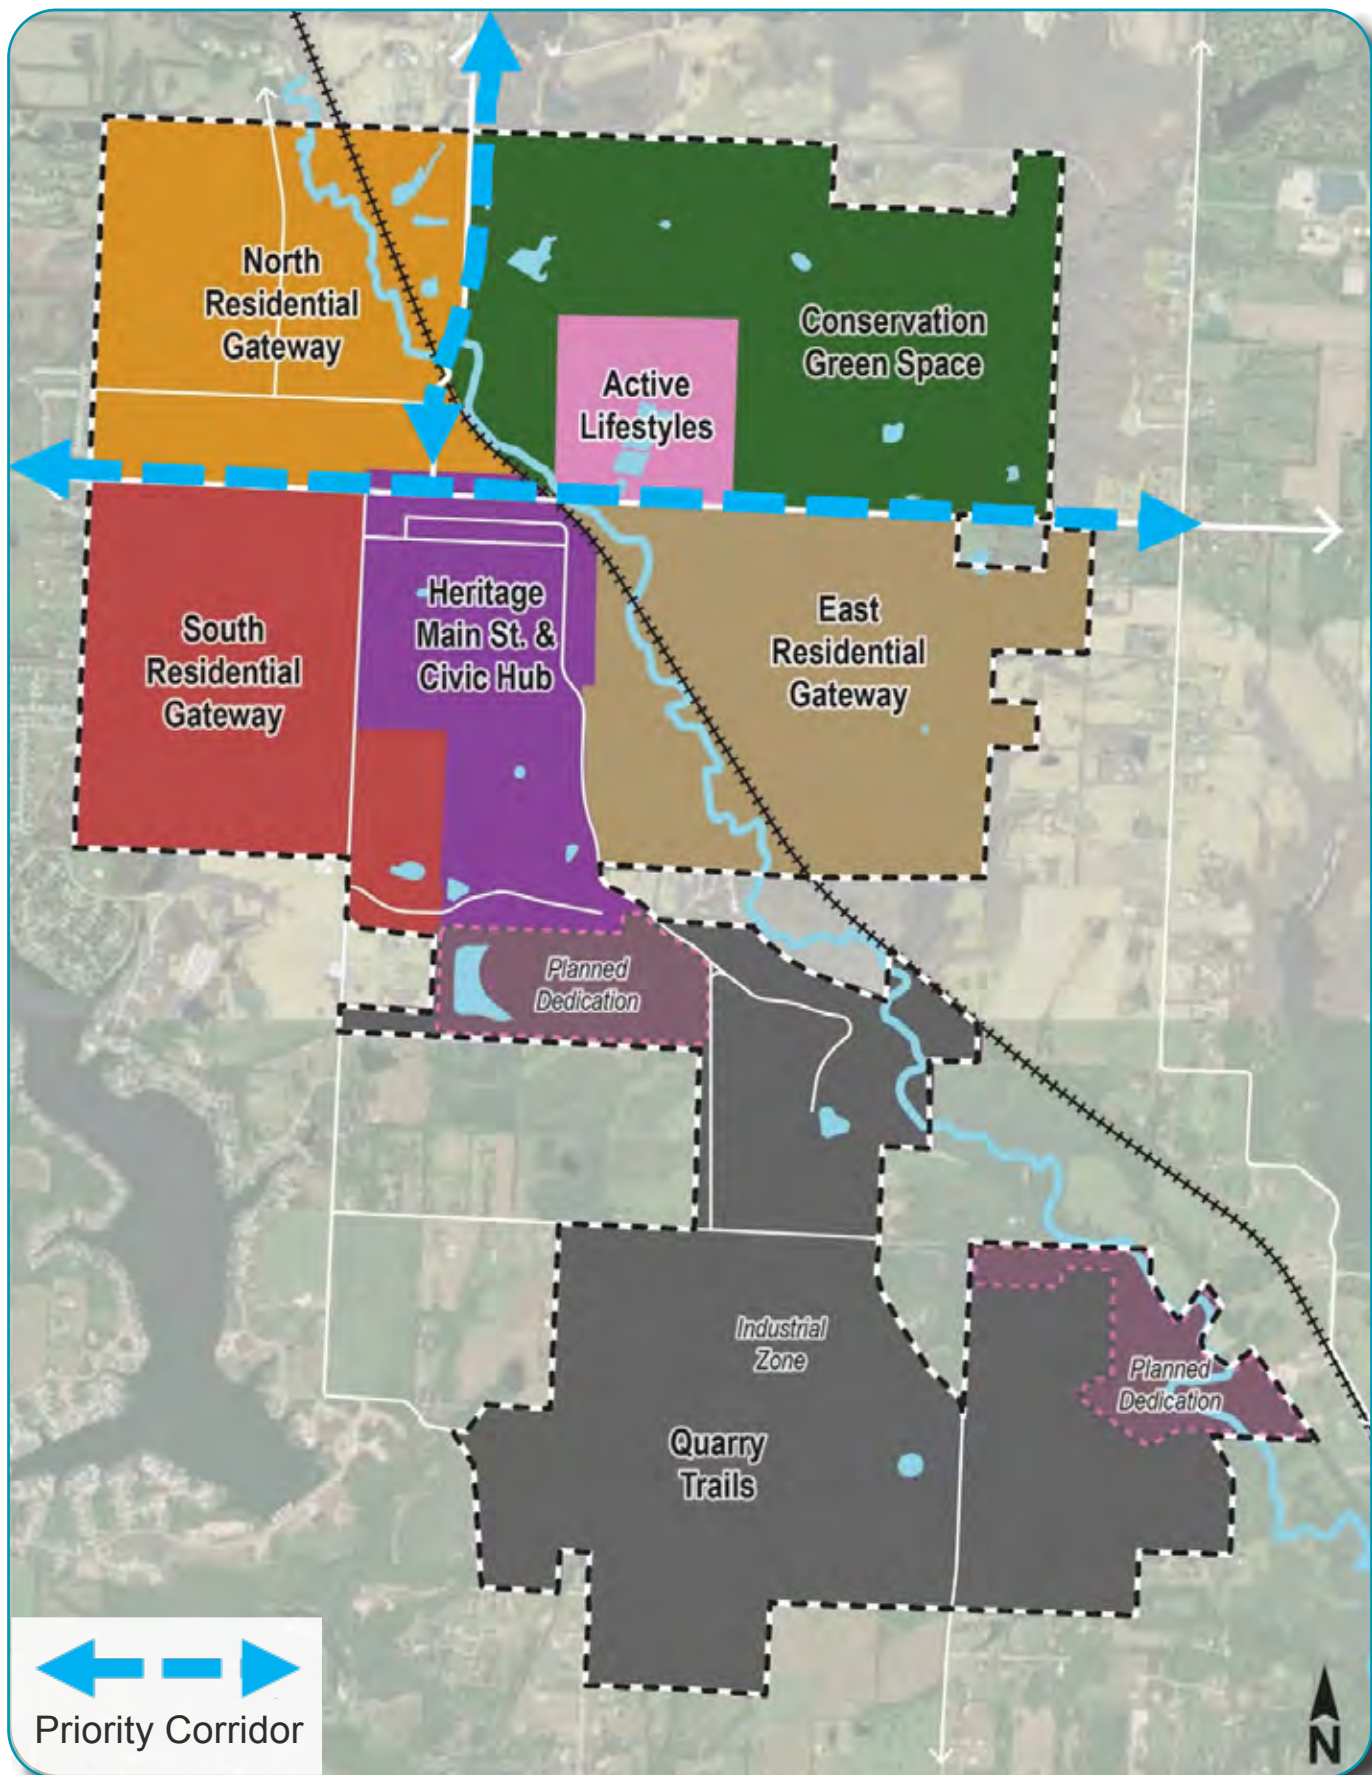 North
Residential
Gateway
Conservation
Green Space
Active
Lifestyles
South
Residential
Gateway
Heritage
Main St. &
Civic Hub
East
Residential
Gateway
Planned
Dedication
Industrial
Zone
Planned
Dedication
Quarry
Trails
Priority Corridor
N